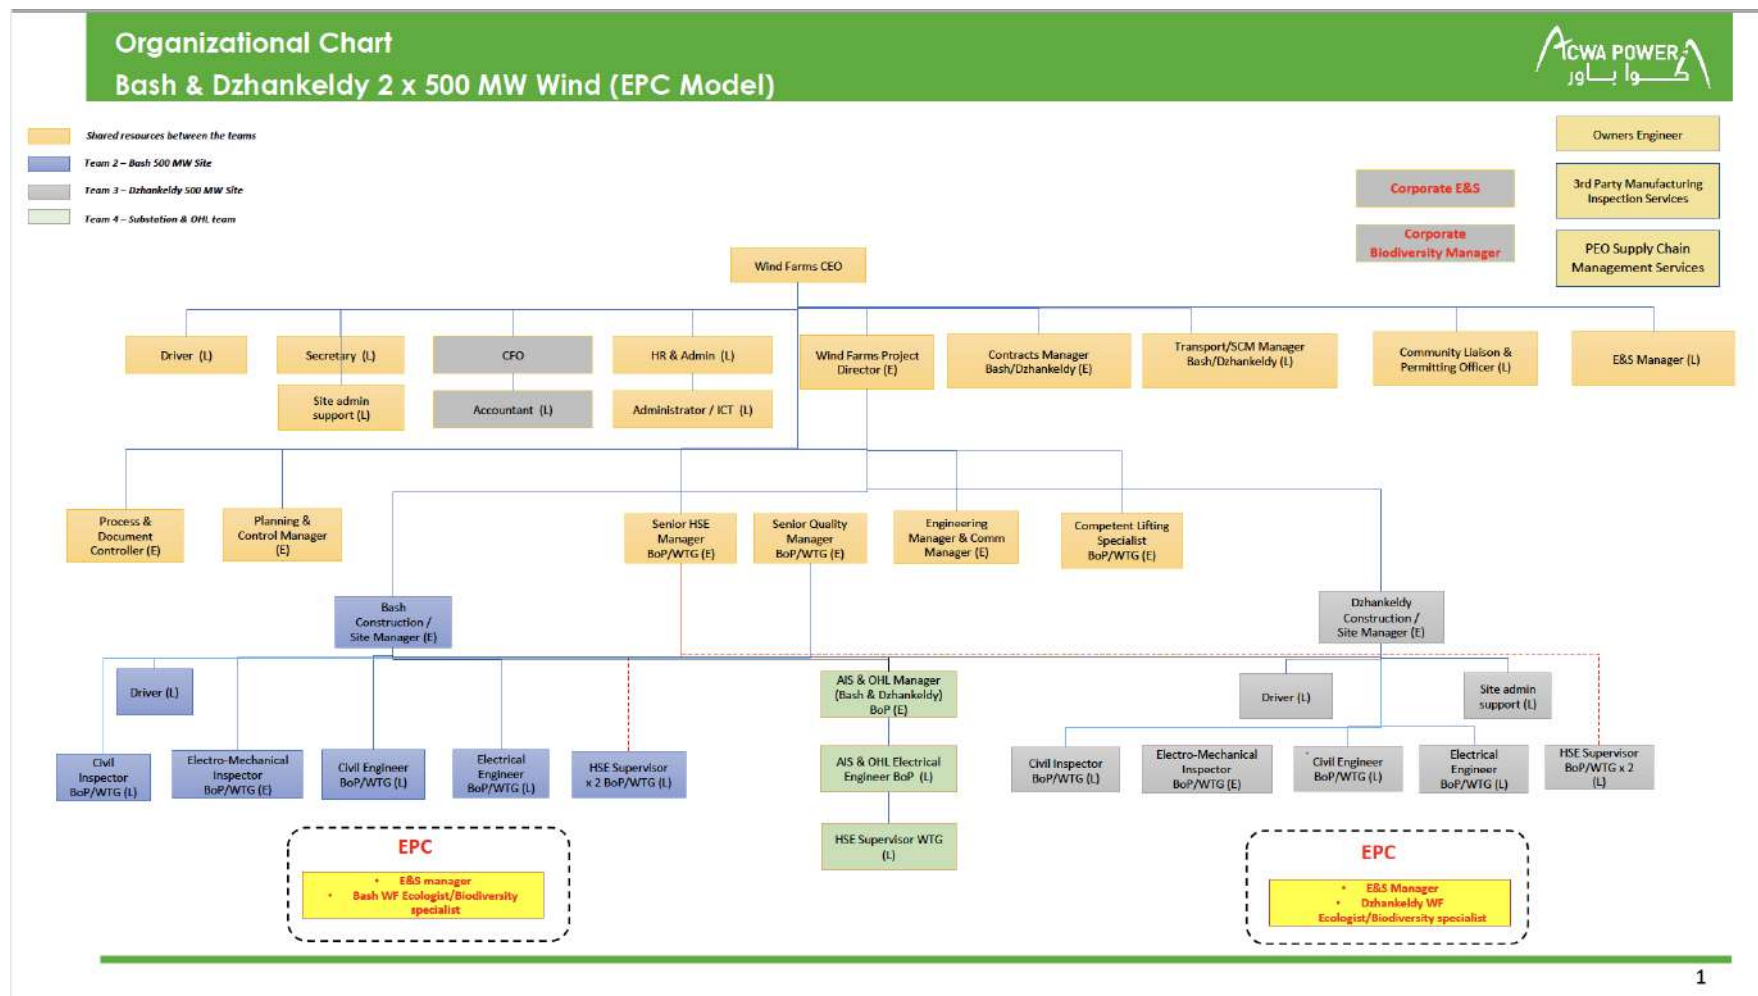 Organizational Chart
Bash & Dzhankeldy 2 x 500 MW Wind (EPC Model)
ACWA POWER
أكوا باور
Shared resources between the teams
Team 2 – Bash 500 MW Site
Team 3 – Dzhankeldy 500 MW Site
Team 4 – Substation & OHL team
Owners Engineer
Corporate E&S
3rd Party Manufacturing
Inspection Services
Corporate
Biodiversity Manager
PEO Supply Chain
Management Services
Wind Farms CEO
Driver (L)
Secretary (L)
CFO
HR & Admin (L)
Wind Farms Project
Director (E)
Contracts Manager
Bash/Dzhankeldy (E)
Transport/SCM Manager
Bash/Dzhankeldy (L)
Community Liaison &
Permitting Officer (L)
E&S Manager (L)
Site admin
support (L)
Accountant (L)
Administrator / ICT (L)
Process &
Document
Controller (E)
Planning &
Control Manager
(E)
Senior HSE
Manager
BoP/WTG (E)
Senior Quality
Manager
BoP/WTG (E)
Engineering
Manager & Comm
Manager (E)
Competent Lifting
Specialist
BoP/WTG (E)
Bash
Construction /
Site Manager (E)
Dzhankeldy
Construction /
Site Manager (E)
Driver (L)
AIS & OHL Manager
(Bash & Dzhankeldy)
BoP (E)
Driver (L)
Site admin
support (L)
Civil
Inspector
BoP/WTG (L)
Electro-Mechanical
Inspector
BoP/WTG (E)
Civil Engineer
BoP/WTG (L)
Electrical
Engineer
BoP/WTG (L)
HSE Supervisor
x 2 BoP/WTG (L)
AIS & OHL Electrical
Engineer BoP (L)
Civil Inspector
BoP/WTG (L)
Electro-Mechanical
Inspector
BoP/WTG (E)
Civil Engineer
BoP/WTG (L)
Electrical
Engineer
BoP/WTG (L)
HSE Supervisor
BoP/WTG x 2
(L)
HSE Supervisor WTG
(L)
EPC
• E&S manager
• Bash WF Ecologist/Biodiversity
specialist
EPC
• E&S Manager
• Dzhankeldy WF
Ecologist/Biodiversity specialist
1